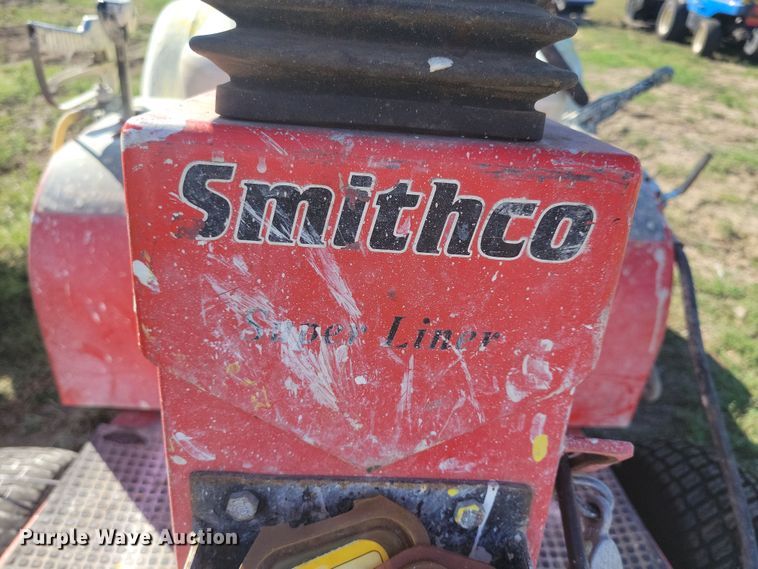 Smithco
Super Liner
Purple Wave Auction